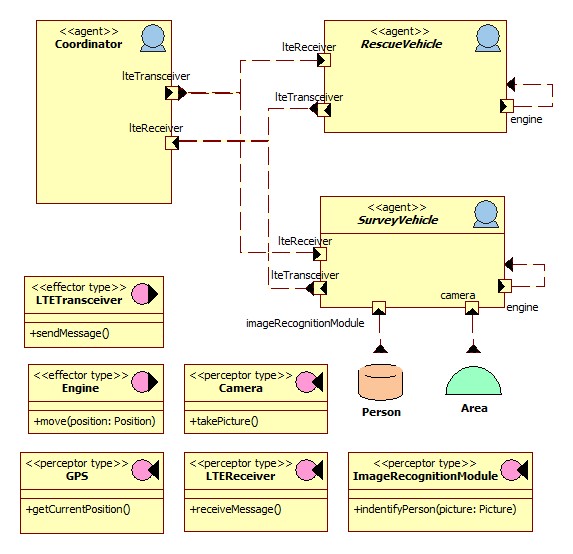 <<agent>>
Coordinator
lteTransceiver
lteReceiver
<<agent>>
RescueVehicle
lteReceiver
lteTransceiver
engine
<<agent>>
SurveyVehicle
lteReceiver
lteTransceiver
camera
engine
imageRecognitionModule
Person
Area
<<effector type>>
LTETransceiver
+sendMessage()
<<effector type>>
Engine
+move(position: Position)
<<perceptor type>>
Camera
+takePicture()
<<perceptor type>>
GPS
+getCurrentPosition()
<<perceptor type>>
LTEReceiver
+receiveMessage()
<<perceptor type>>
ImageRecognitionModule
+indentifyPerson(picture: Picture)